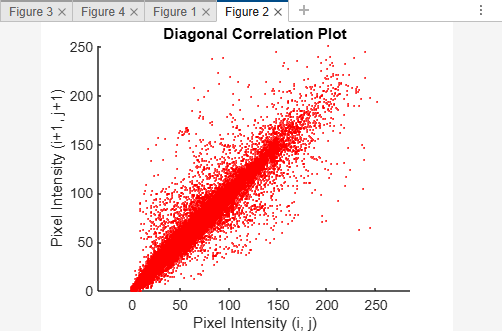 Figure 3 × Figure 4 × Figure 1 × Figure 2 × +
Diagonal Correlation Plot
250
200
150
100
50
0
Pixel Intensity (i+1, j+1)
0 50 100 150 200 250
Pixel Intensity (i, j)